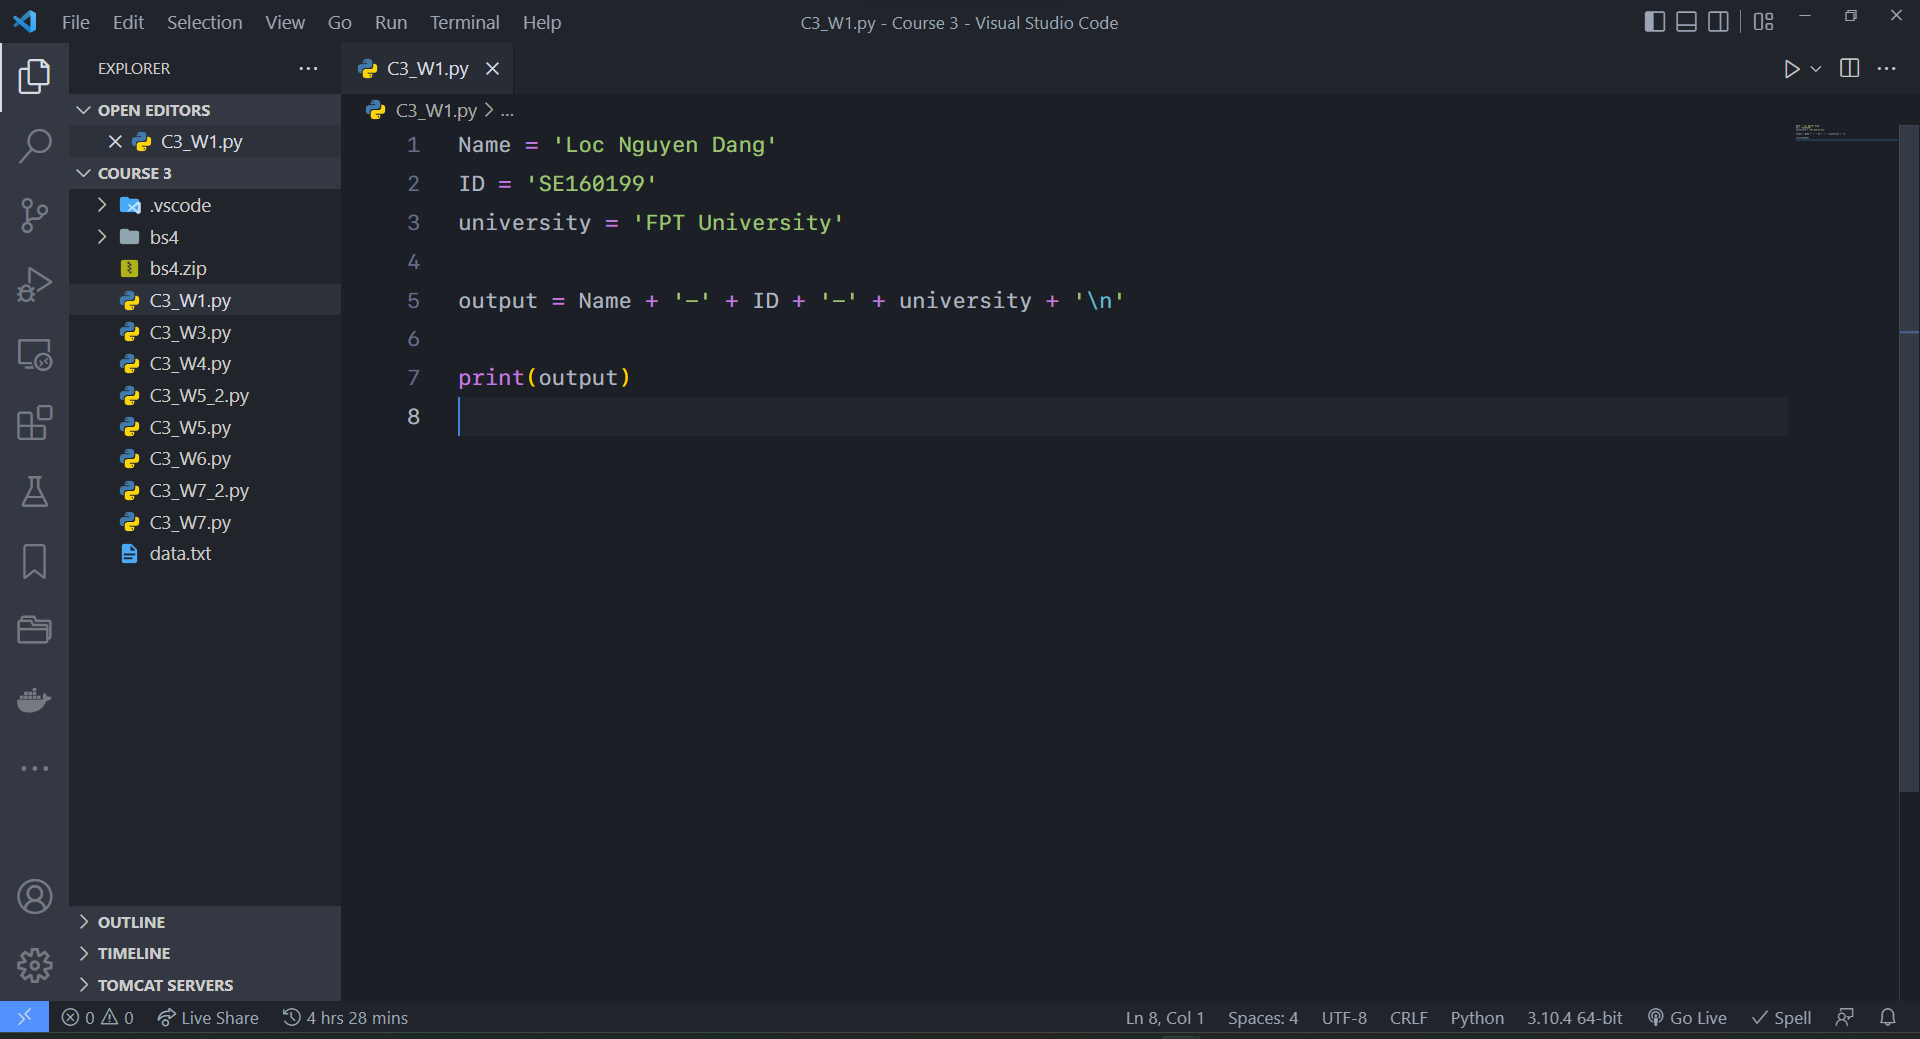 File Edit Selection View Go Run Terminal Help
C3_W1.py - Course 3 - Visual Studio Code
EXPLORER
OPEN EDITORS
C3_W1.py
COURSE 3
.vscode
bs4
bs4.zip
C3_W1.py
C3_W3.py
C3_W4.py
C3_W5_2.py
C3_W5.py
C3_W6.py
C3_W7_2.py
C3_W7.py
data.txt
OUTLINE
TIMELINE
TOMCAT SERVERS
C3_W1.py
C3_W1.py > ...
1 Name = 'Loc Nguyen Dang'
2 ID = 'SE160199'
3 university = 'FPT University'
4
5 output = Name + '-' + ID + '-' + university + '\n'
6
7 print(output)
8
0 0 Live Share 4 hrs 28 mins Ln 8, Col 1 Spaces: 4 UTF-8 CRLF Python 3.10.4 64-bit Go Live Spell